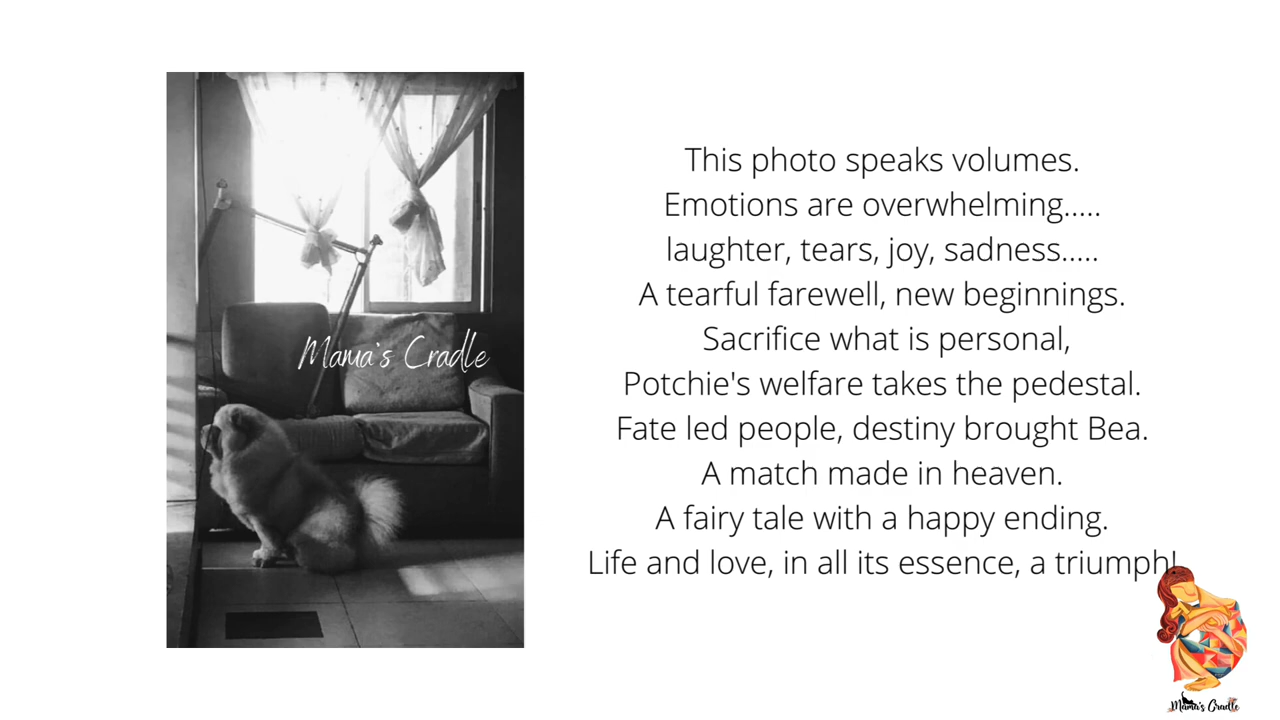 Mama's Cradle
This photo speaks volumes.
Emotions are overwhelming.....
laughter, tears, joy, sadness.....
A tearful farewell, new beginnings.
Sacrifice what is personal,
Potchie's welfare takes the pedestal.
Fate led people, destiny brought Bea.
A match made in heaven.
A fairy tale with a happy ending.
Life and love, in all its essence, a triumph!
Mama's Cradle